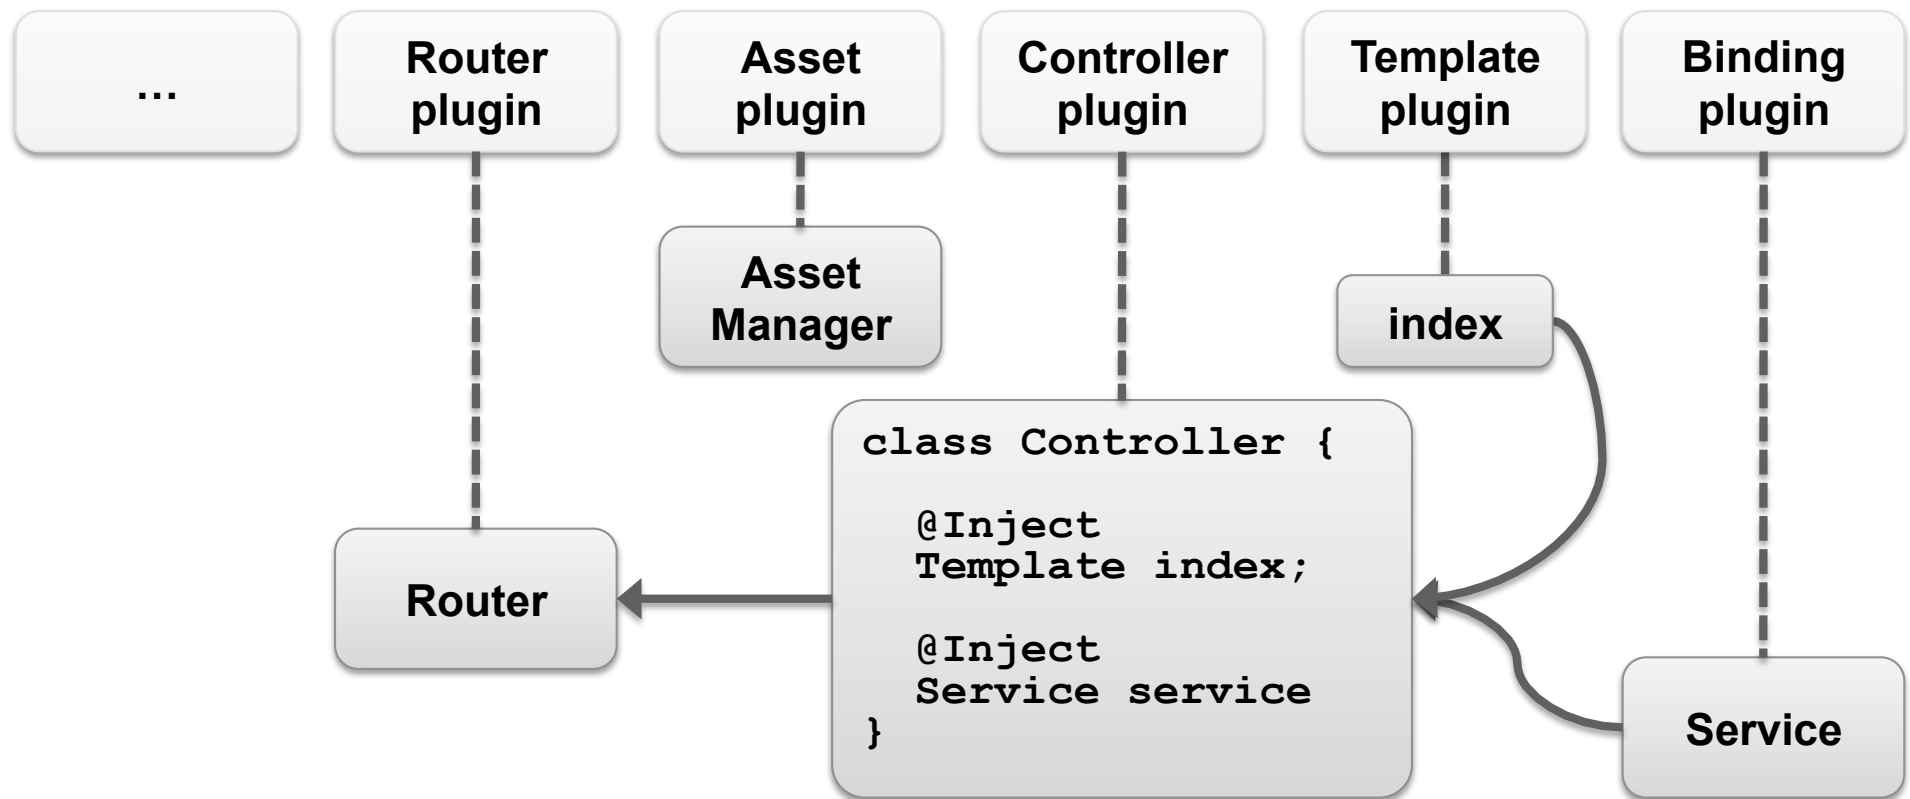 ...
Router
plugin
Asset
plugin
Controller
plugin
Template
plugin
Binding
plugin
Asset
Manager
index
class Controller {
@Inject
Template index;
@Inject
Service service
}
Router
Service